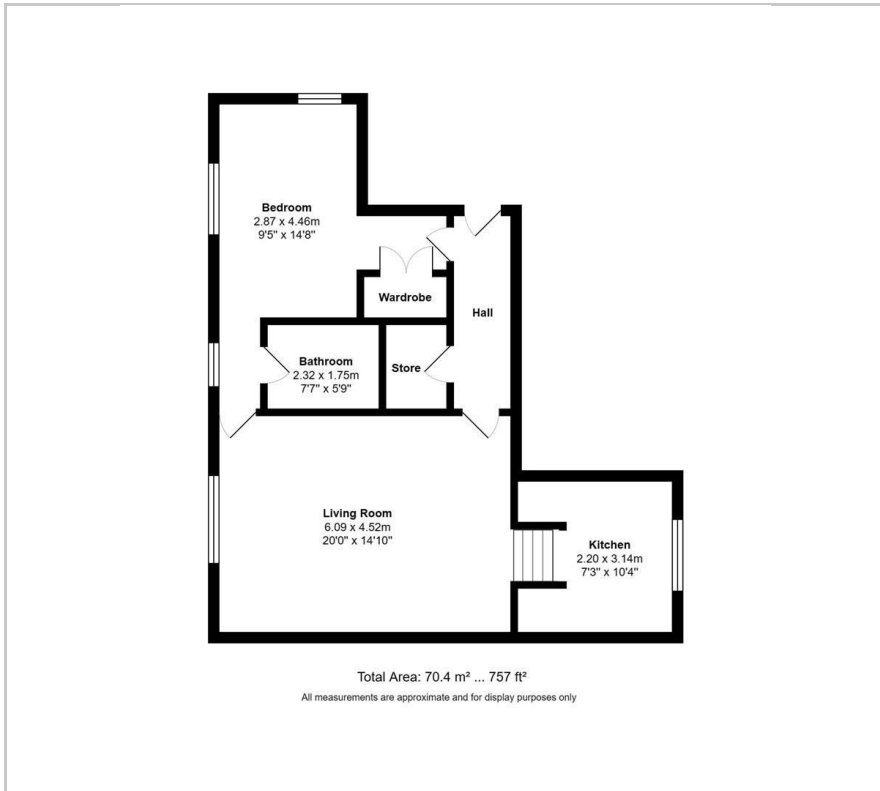 Bedroom
2.87 x 4.46m
9'5" x 14'8"
Wardrobe
Hall
Bathroom
2.32 x 1.75m
7'7" x 5'9"
Store
Living Room
6.09 x 4.52m
20'0" x 14'10"
Kitchen
2.20 x 3.14m
7'3" x 10'4"
Total Area: 70.4 m² ... 757 ft²
All measurements are approximate and for display purposes only